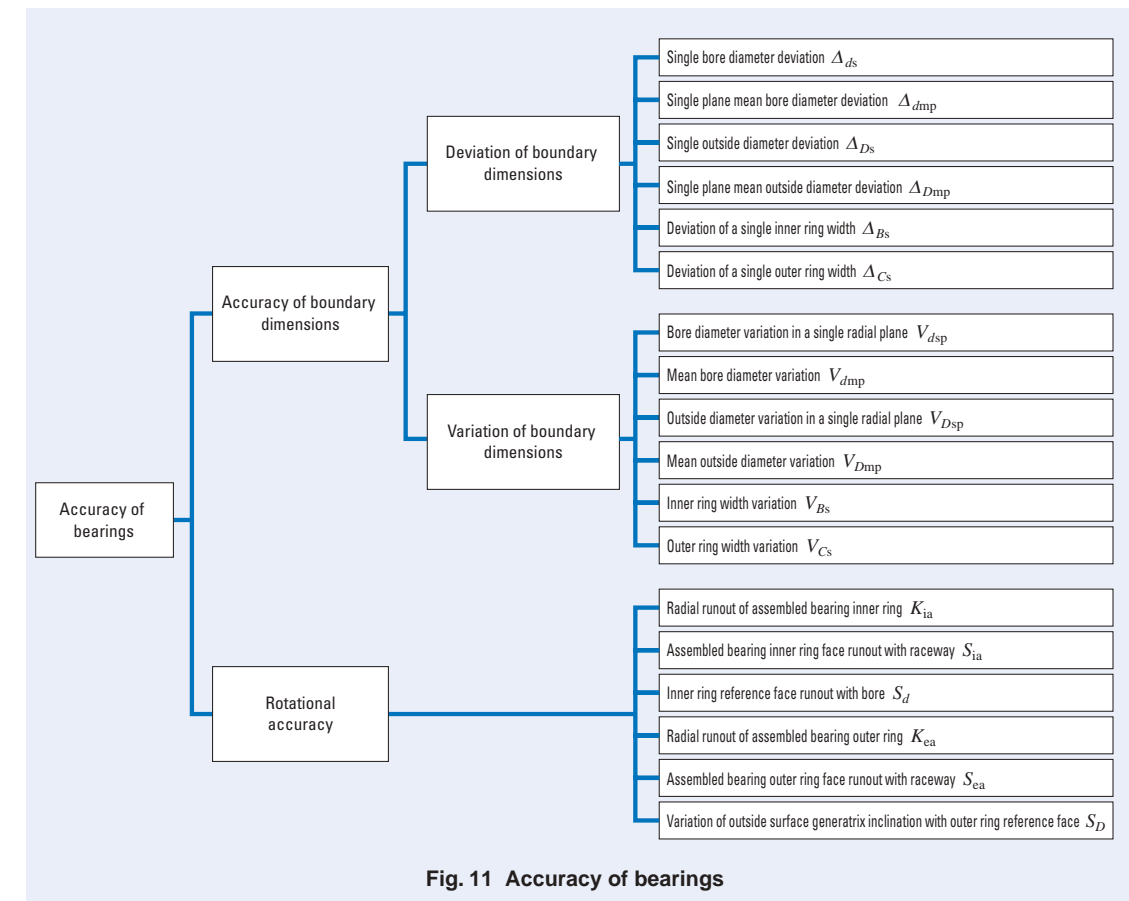 Single bore diameter deviation Δds
Single plane mean bore diameter deviation Δdmp
Single outside diameter deviation ΔDs
Single plane mean outside diameter deviation ΔDmp
Deviation of a single inner ring width ΔBs
Deviation of a single outer ring width ΔCs
Deviation of boundary
dimensions
Accuracy of boundary
dimensions
Bore diameter variation in a single radial plane Vdsp
Mean bore diameter variation Vdmp
Outside diameter variation in a single radial plane VDsp
Mean outside diameter variation VDmp
Inner ring width variation VBs
Outer ring width variation VCs
Variation of boundary
dimensions
Accuracy of
bearings
Radial runout of assembled bearing inner ring Kia
Assembled bearing inner ring face runout with raceway Sia
Inner ring reference face runout with bore Sd
Radial runout of assembled bearing outer ring Kea
Assembled bearing outer ring face runout with raceway Sea
Variation of outside surface generatrix inclination with outer ring reference face SD
Rotational
accuracy
Fig. 11 Accuracy of bearings